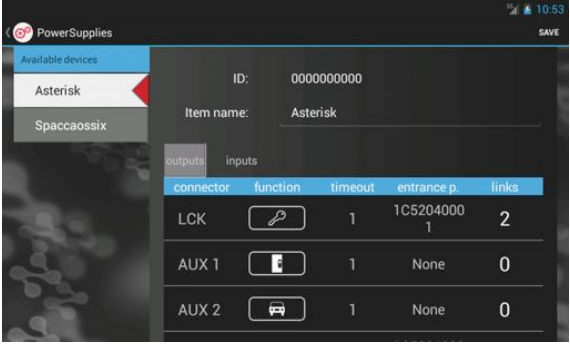 3G 10:53
PowerSupplies SAVE
Available devices
Asterisk
Spaccaossix
ID: 0000000000
Item name: Asterisk
outputs inputs
connector function timeout entrance p. links
LCK 1 1C5204000
1 2
AUX 1 1 None 0
AUX 2 1 None 0